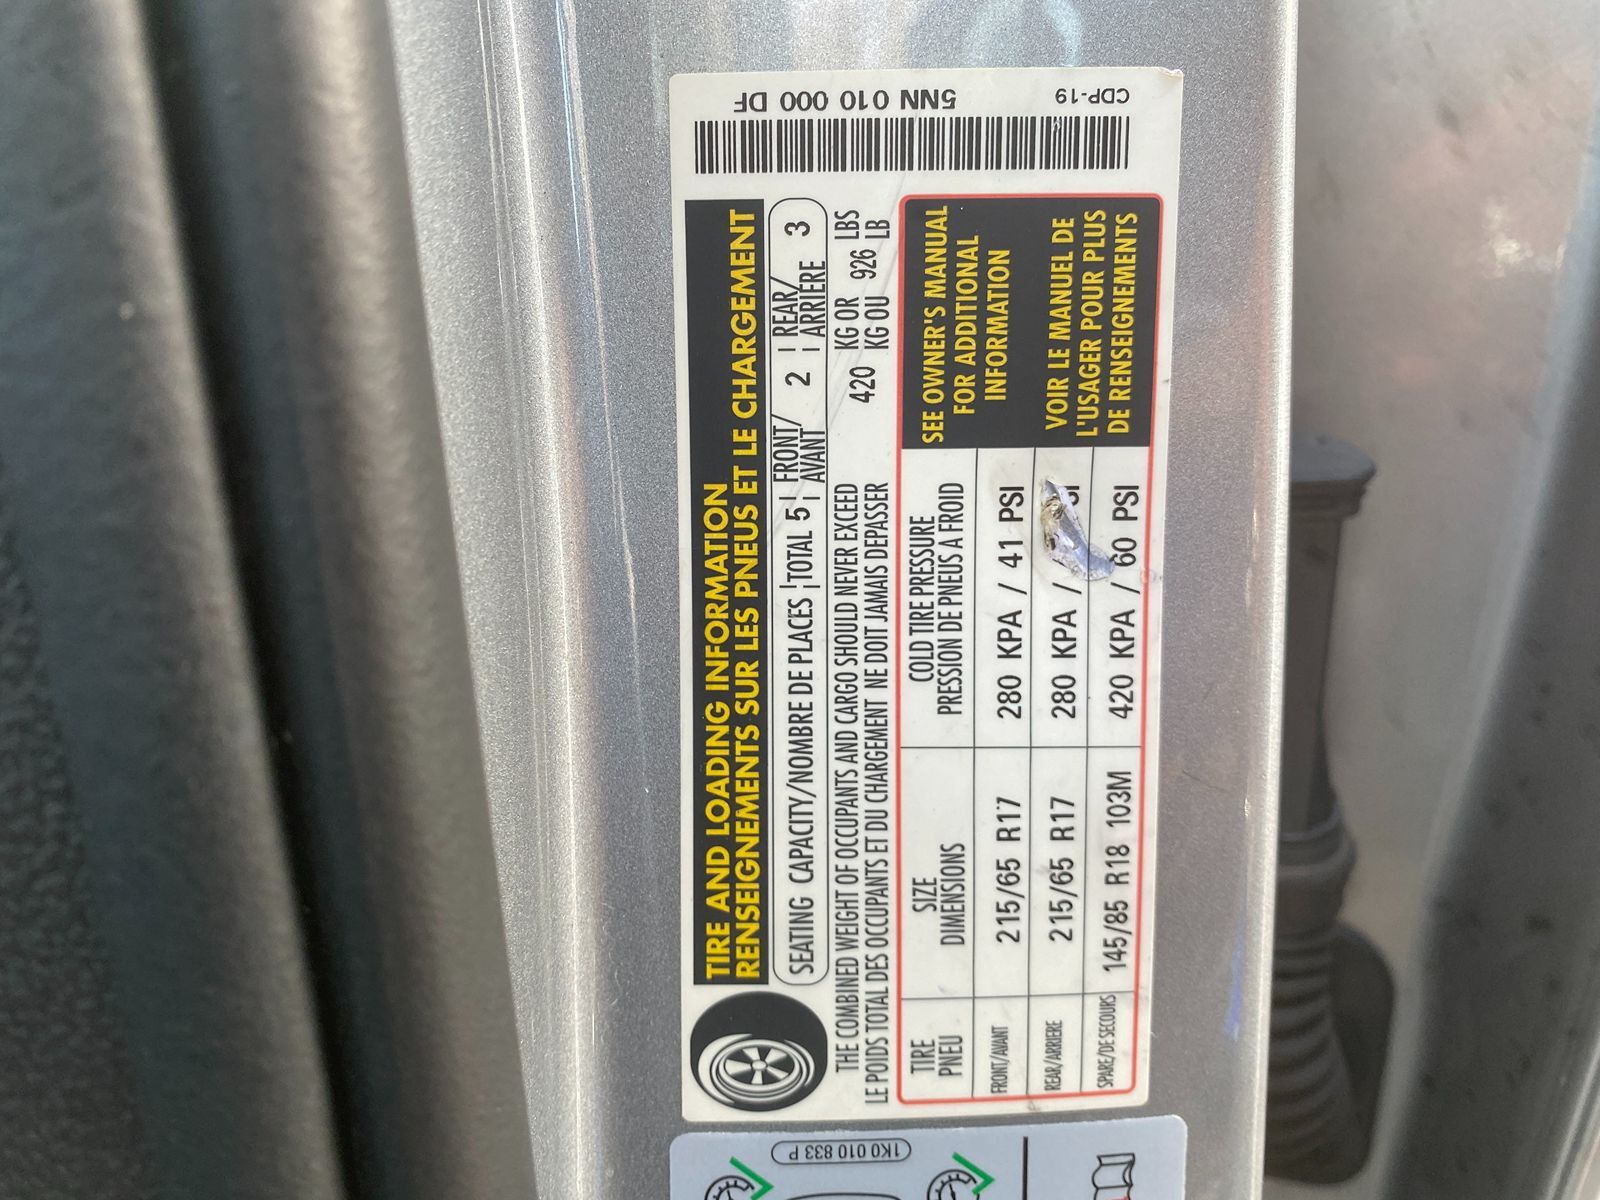 CDP-19 5NN 010 000 DF
TIRE AND LOADING INFORMATION
RENSEIGNEMENTS SUR LES PNEUS ET LE CHARGEMENT
SEATING CAPACITY/NOMBRE DE PLACES | TOTAL 5 | FRONT/AVANT 2 | REAR/ARRIERE 3
THE COMBINED WEIGHT OF OCCUPANTS AND CARGO SHOULD NEVER EXCEED 420 KG OR 926 LBS
LE POIDS TOTAL DES OCCUPANTS ET DU CHARGEMENT NE DOIT JAMAIS DEPASSER 420 KG OU 926 LB
TIRE SIZE COLD TIRE PRESSURE
PNEU DIMENSIONS PRESSION DE PNEUS A FROID
FRONT/AVANT 215/65 R17 280 KPA / 41 PSI
REAR/ARRIERE 215/65 R17 280 KPA / PSI
SPARE/DE SECOURS 145/85 R18 103M 420 KPA / 60 PSI
SEE OWNER'S MANUAL
FOR ADDITIONAL
INFORMATION
VOIR LE MANUEL DE
L'USAGER POUR PLUS
DE RENSEIGNEMENTS
1K0 010 833 P